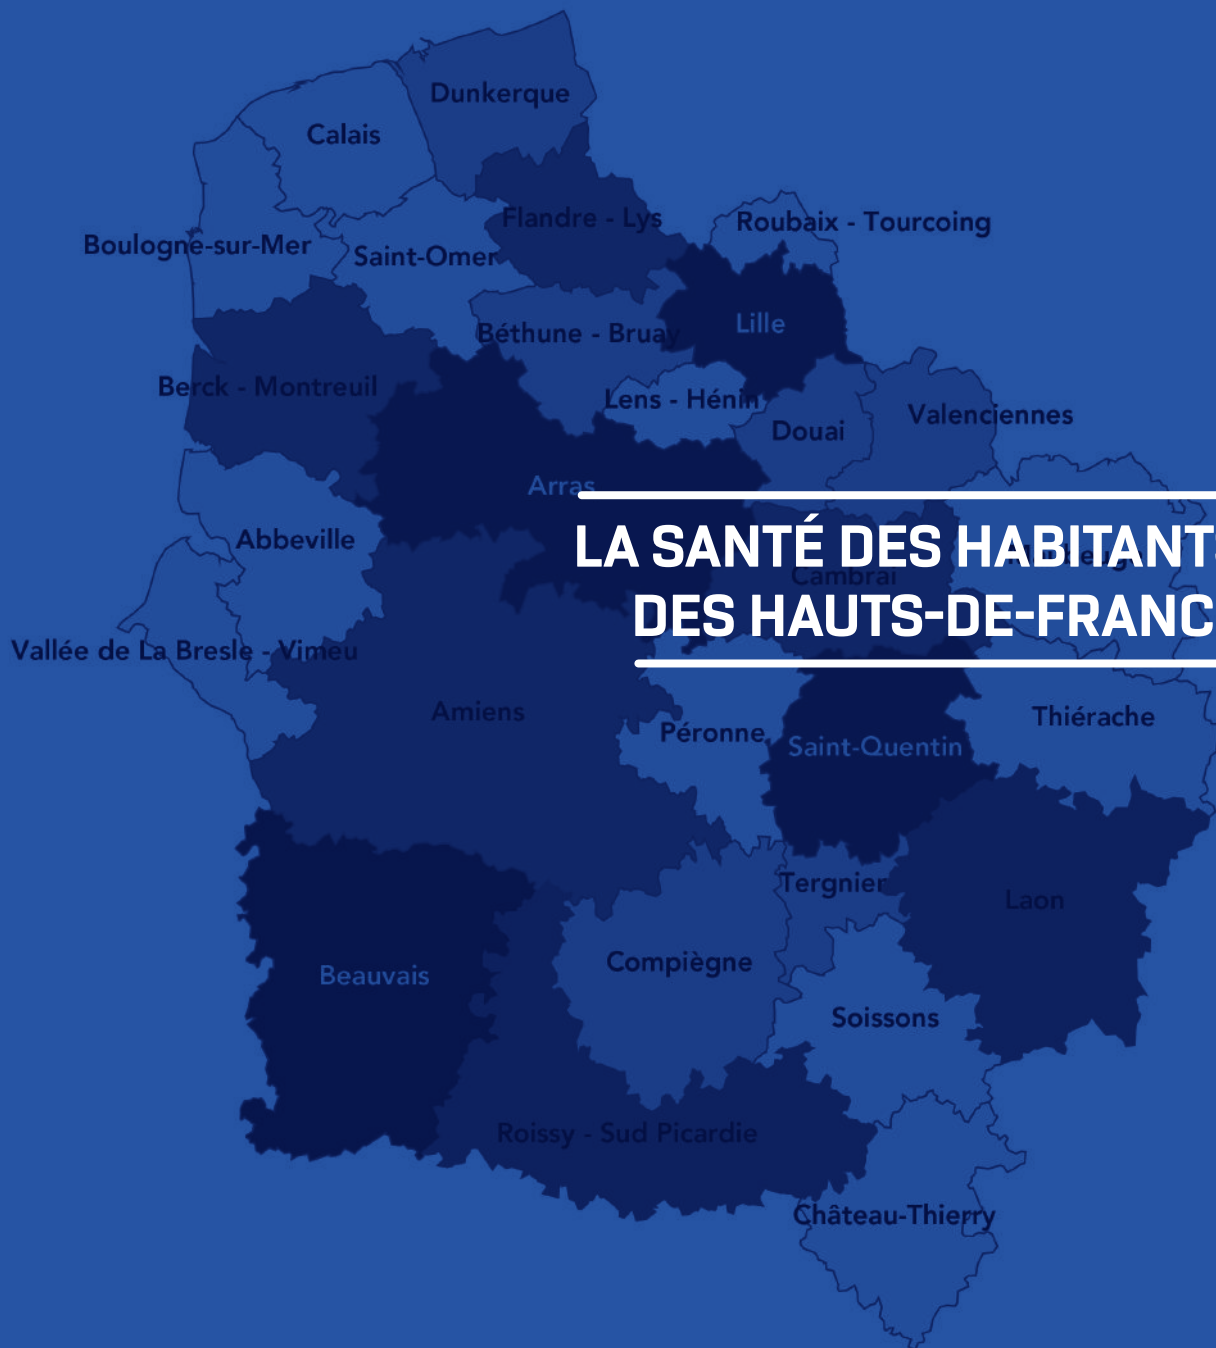 Dunkerque
Calais
Flandre - Lys
Roubaix - Tourcoing
Boulogne-sur-Mer
Saint-Omer
Lille
Béthune - Bruay
Berck - Montreuil
Lens - Hénin
Valenciennes
Douai
Arras
Abbeville
LA SANTÉ DES HABITANTS
DES HAUTS-DE-FRANC
Cambrai
Vallée de La Bresle - Vimeu
Amiens
Péronne
Thiérache
Saint-Quentin
Tergnier
Laon
Compiègne
Beauvais
Soissons
Roissy - Sud Picardie
Château-Thierry